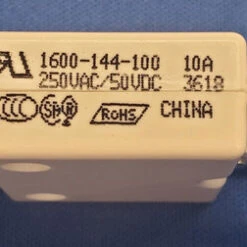 1600-144-100 10A
250VAC/50VDC 3618
RoHS CHINA